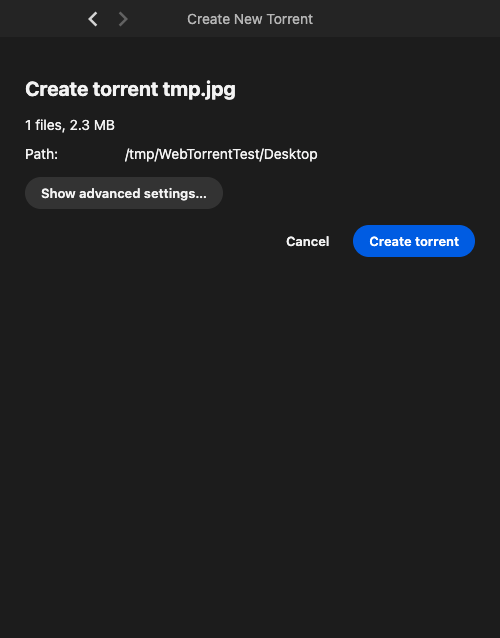 Create New Torrent
Create torrent tmp.jpg
1 files, 2.3 MB
Path: /tmp/WebTorrentTest/Desktop
Show advanced settings...
Cancel Create torrent